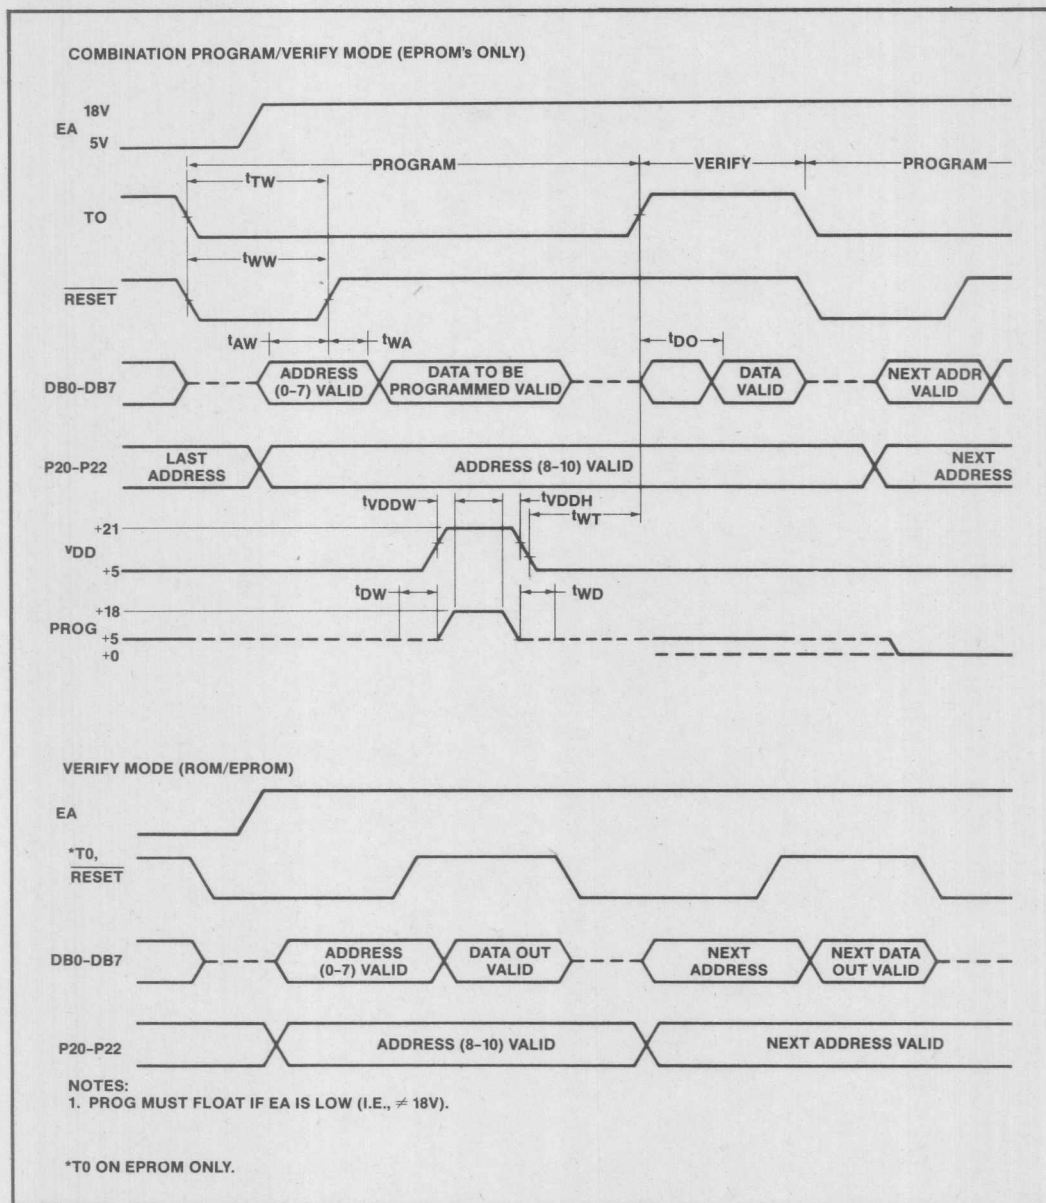 COMBINATION PROGRAM/VERIFY MODE (EPROM's ONLY)
18V
EA
5V
PROGRAM
VERIFY
PROGRAM
tTW
TO
tWW
RESET
tAW
tWA
tDO
DB0-DB7
ADDRESS
(0-7) VALID
DATA TO BE
PROGRAMMED VALID
DATA
VALID
NEXT ADDR
VALID
P20-P22
LAST
ADDRESS
ADDRESS (8-10) VALID
NEXT
ADDRESS
tVDDW
tVDDH
tWT
+21
VDD
+5
tDW
tWD
+18
PROG
+5
+0
VERIFY MODE (ROM/EPROM)
EA
*T0,
RESET
DB0-DB7
ADDRESS
(0-7) VALID
DATA OUT
VALID
NEXT
ADDRESS
NEXT DATA
OUT VALID
P20-P22
ADDRESS (8-10) VALID
NEXT ADDRESS VALID
NOTES:
1. PROG MUST FLOAT IF EA IS LOW (I.E., ≠ 18V).
*T0 ON EPROM ONLY.